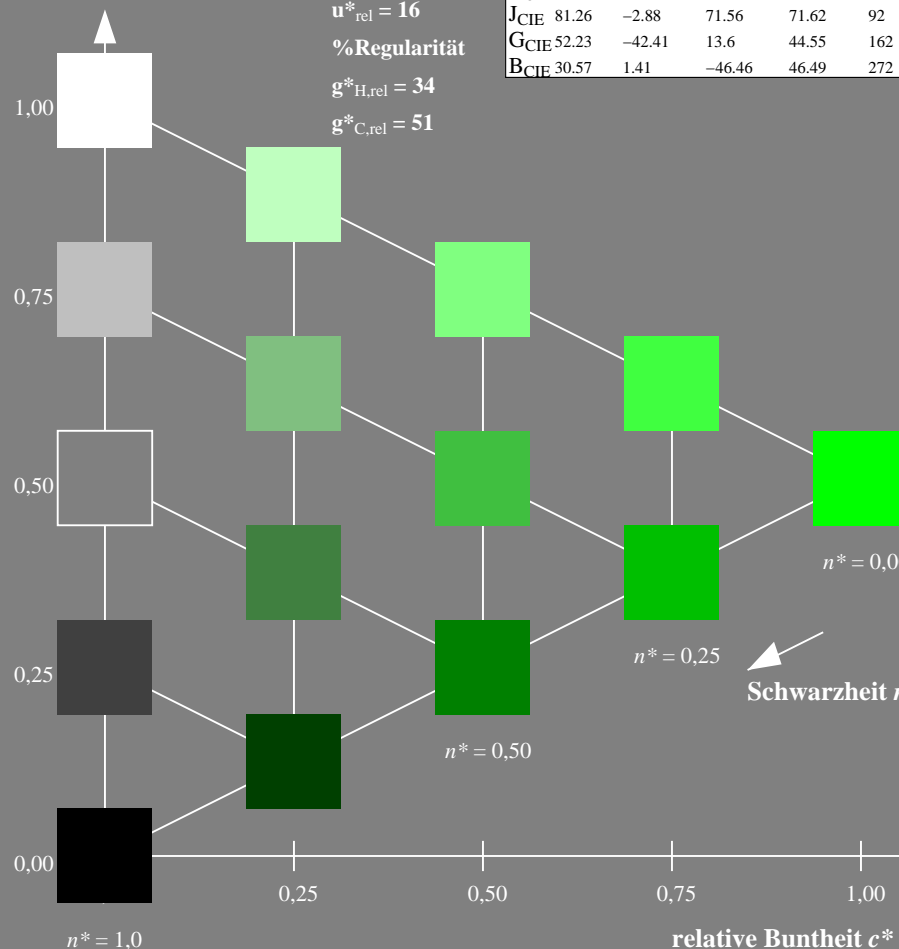 u*rel = 16
%Regularität
g*H,rel = 34
g*C,rel = 51
JCIE 81.26 −2.88 71.56 71.62 92
GCIE 52.23 −42.41 13.6 44.55 162
BCIE 30.57 1.41 −46.46 46.49 272
1,00
0,75
0,50
0,25
0,00
n* = 0,0
n* = 0,25
Schwarzheit n
n* = 0,50
0,25 0,50 0,75 1,00
n* = 1,0
relative Buntheit c*